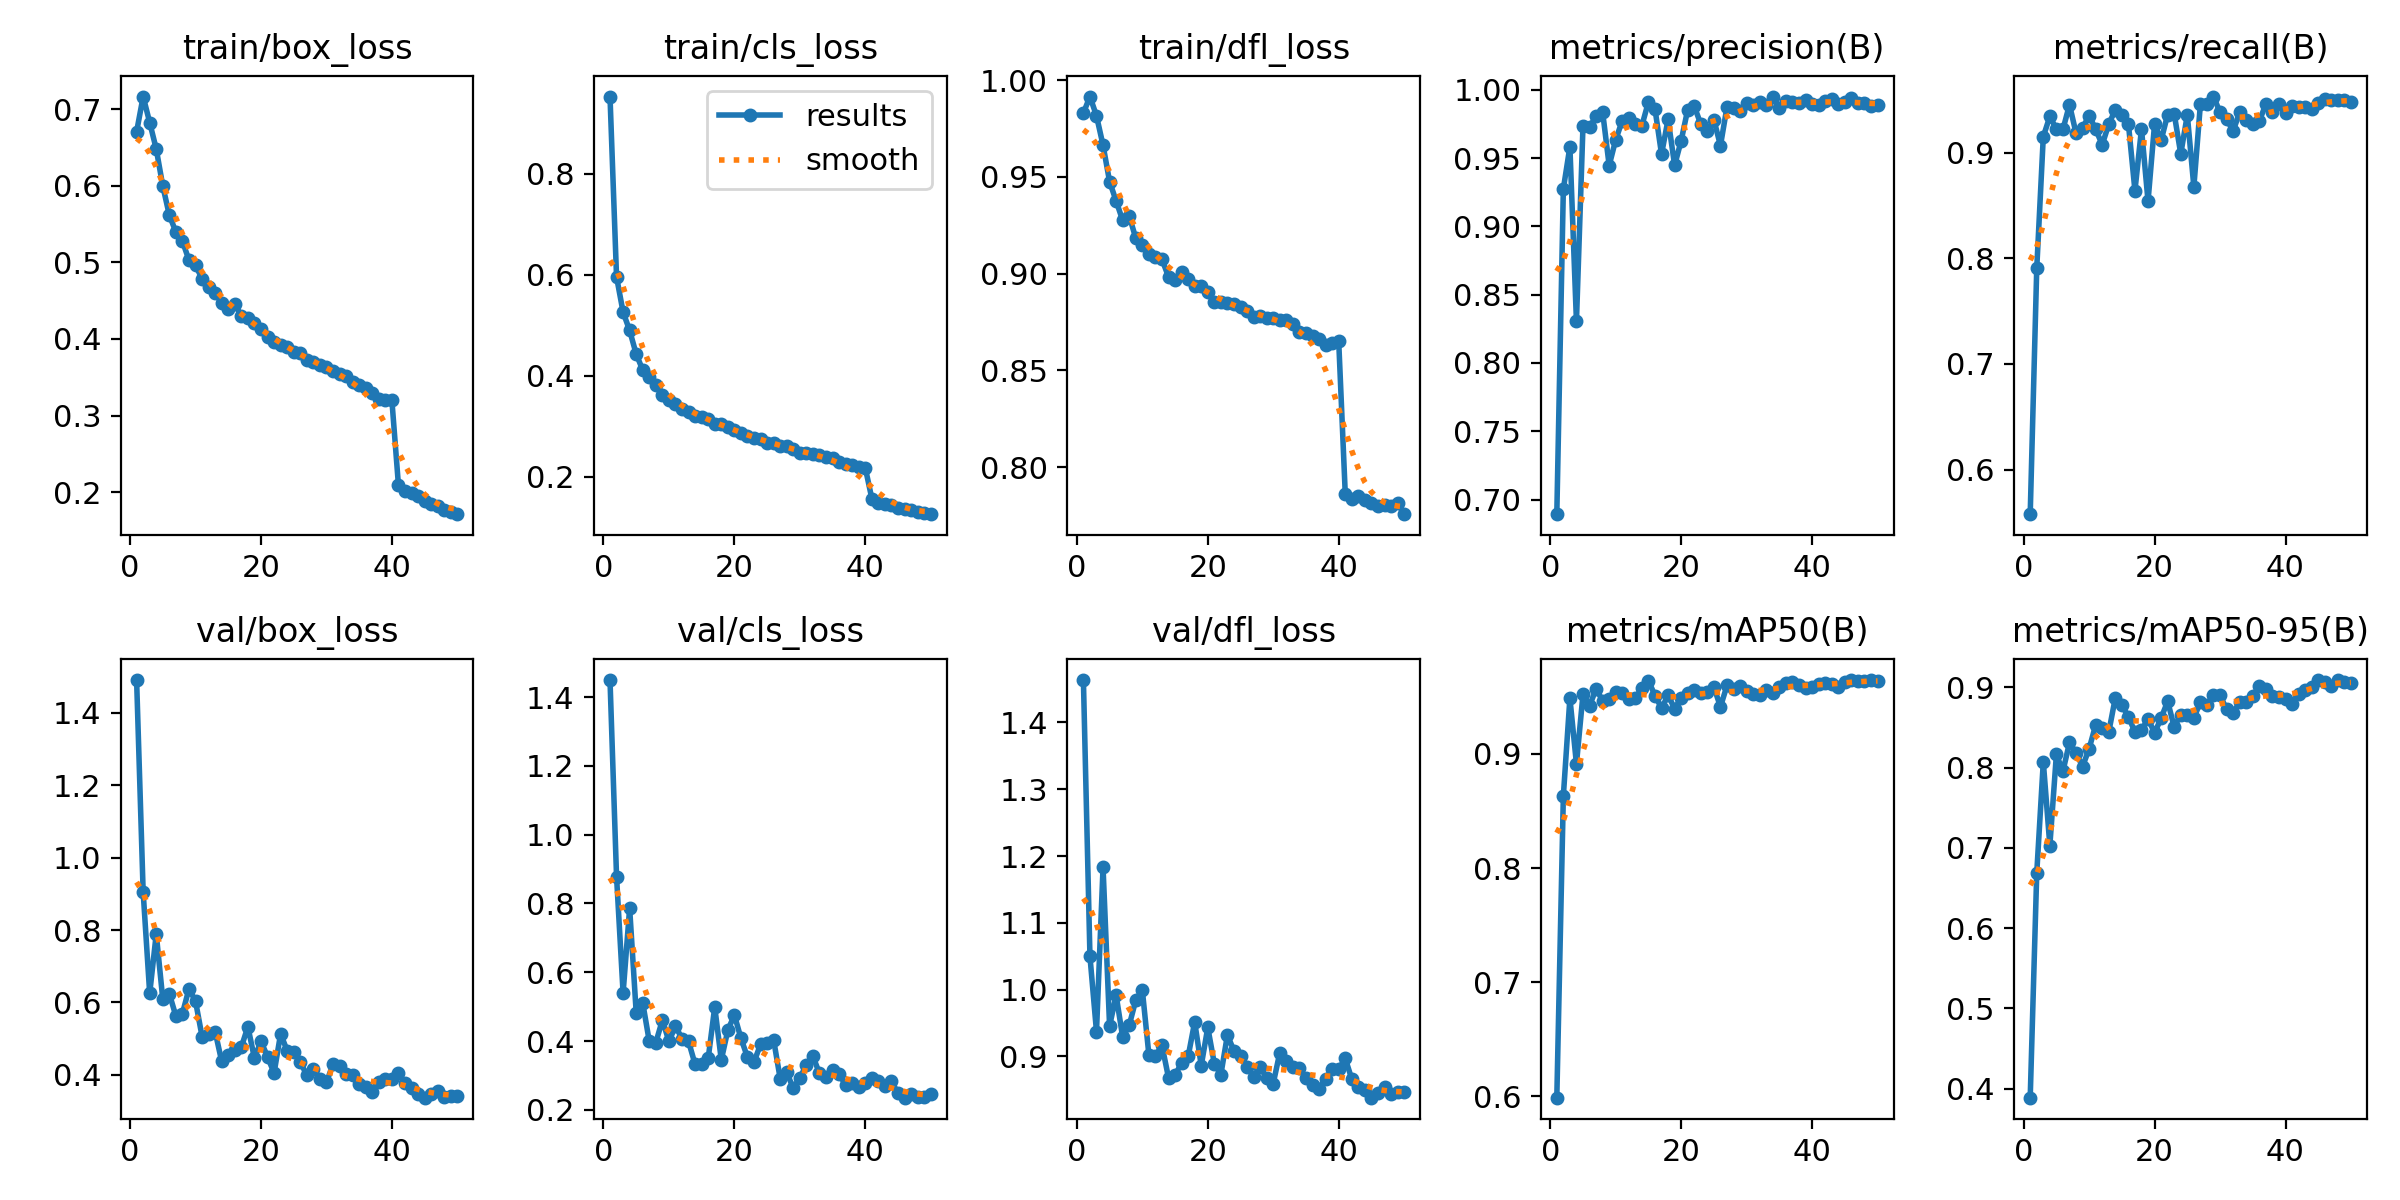 train/box_loss
0.7
0.6
0.5
0.4
0.3
0.2
0 20 40
train/cls_loss
results
smooth
0.8
0.6
0.4
0.2
0 20 40
train/dfl_loss
1.00
0.95
0.90
0.85
0.80
0 20 40
metrics/precision(B)
1.00
0.95
0.90
0.85
0.80
0.75
0.70
0 20 40
metrics/recall(B)
0.9
0.8
0.7
0.6
0 20 40
val/box_loss
1.4
1.2
1.0
0.8
0.6
0.4
0 20 40
val/cls_loss
1.4
1.2
1.0
0.8
0.6
0.4
0.2
0 20 40
val/dfl_loss
1.4
1.3
1.2
1.1
1.0
0.9
0 20 40
metrics/mAP50(B)
0.9
0.8
0.7
0.6
0 20 40
metrics/mAP50-95(B)
0.9
0.8
0.7
0.6
0.5
0.4
0 20 40